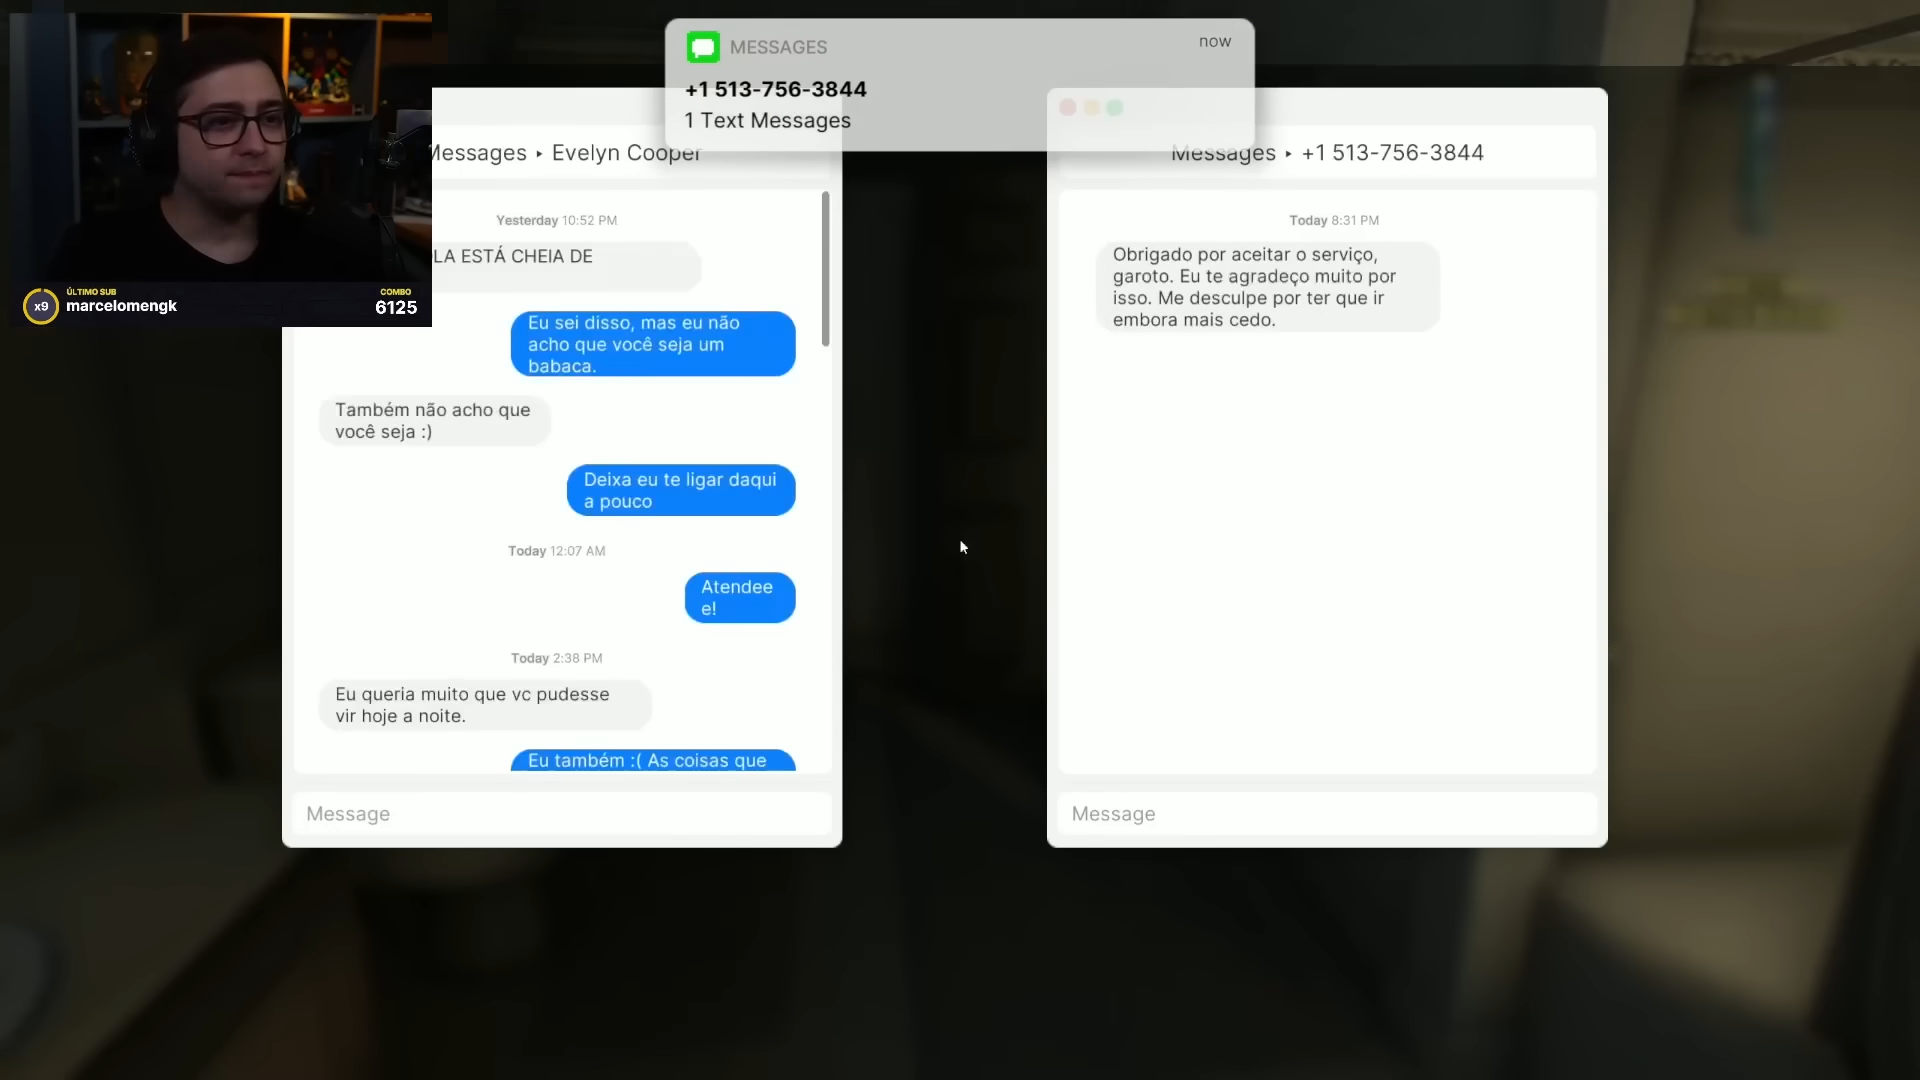 MESSAGES
now
+1 513-756-3844
1 Text Messages
Messages ▸ Evelyn Cooper
Yesterday 10:52 PM
LA ESTÁ CHEIA DE
Eu sei disso, mas eu não
acho que você seja um
babaca.
Também não acho que
você seja :)
Deixa eu te ligar daqui
a pouco
Today 12:07 AM
Atendee
e!
Today 2:38 PM
Eu queria muito que vc pudesse
vir hoje a noite.
Eu também :( As coisas que
Message
Messages ▸ +1 513-756-3844
Today 8:31 PM
Obrigado por aceitar o serviço,
garoto. Eu te agradeço muito por
isso. Me desculpe por ter que ir
embora mais cedo.
Message
x9
ÚLTIMO SUB
marcelomengk
COMBO
6125